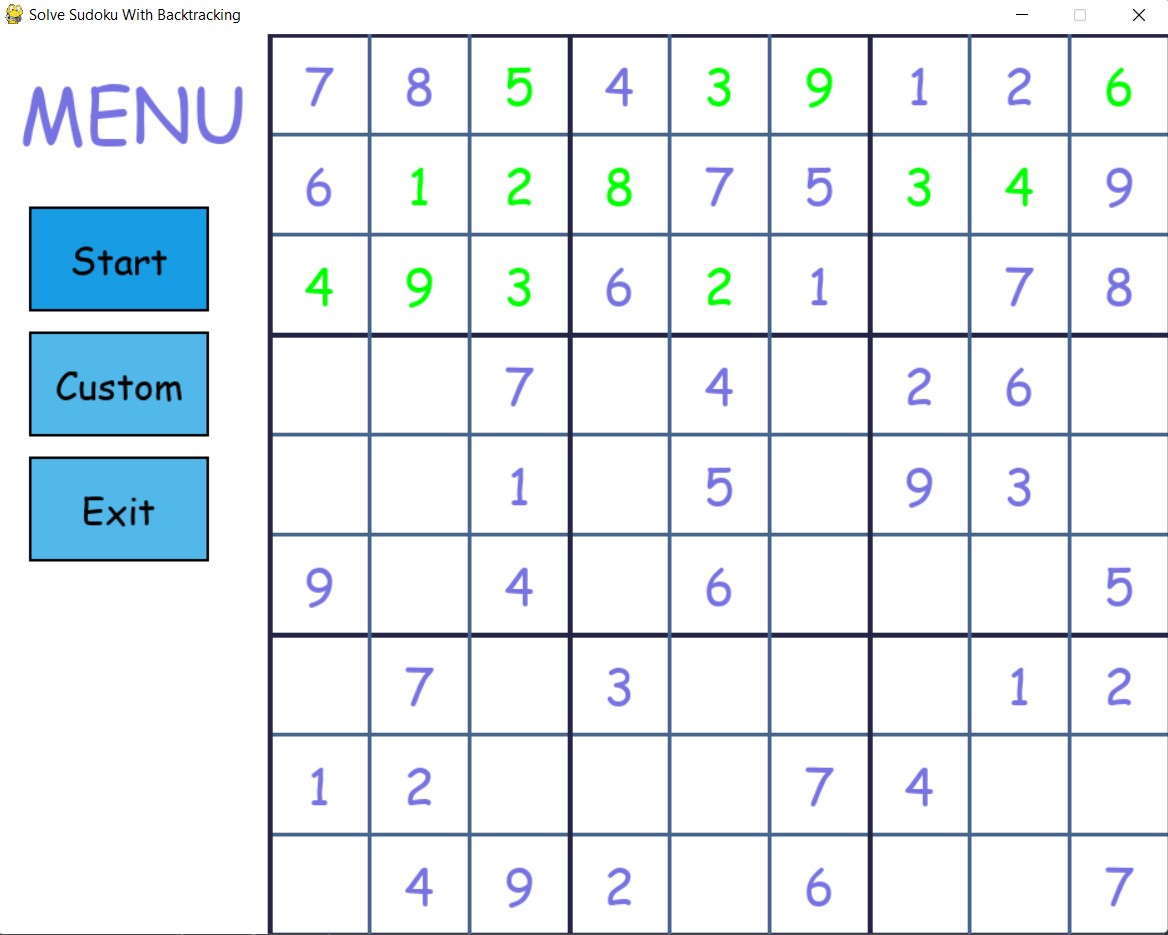 Solve Sudoku With Backtracking
MENU
Start
Custom
Exit
7 8 5 4 3 9 1 2 6
6 1 2 8 7 5 3 4 9
4 9 3 6 2 1 7 8
7 4 2 6
1 5 9 3
9 4 6 5
7 3 1 2
1 2 7 4
4 9 2 6 7